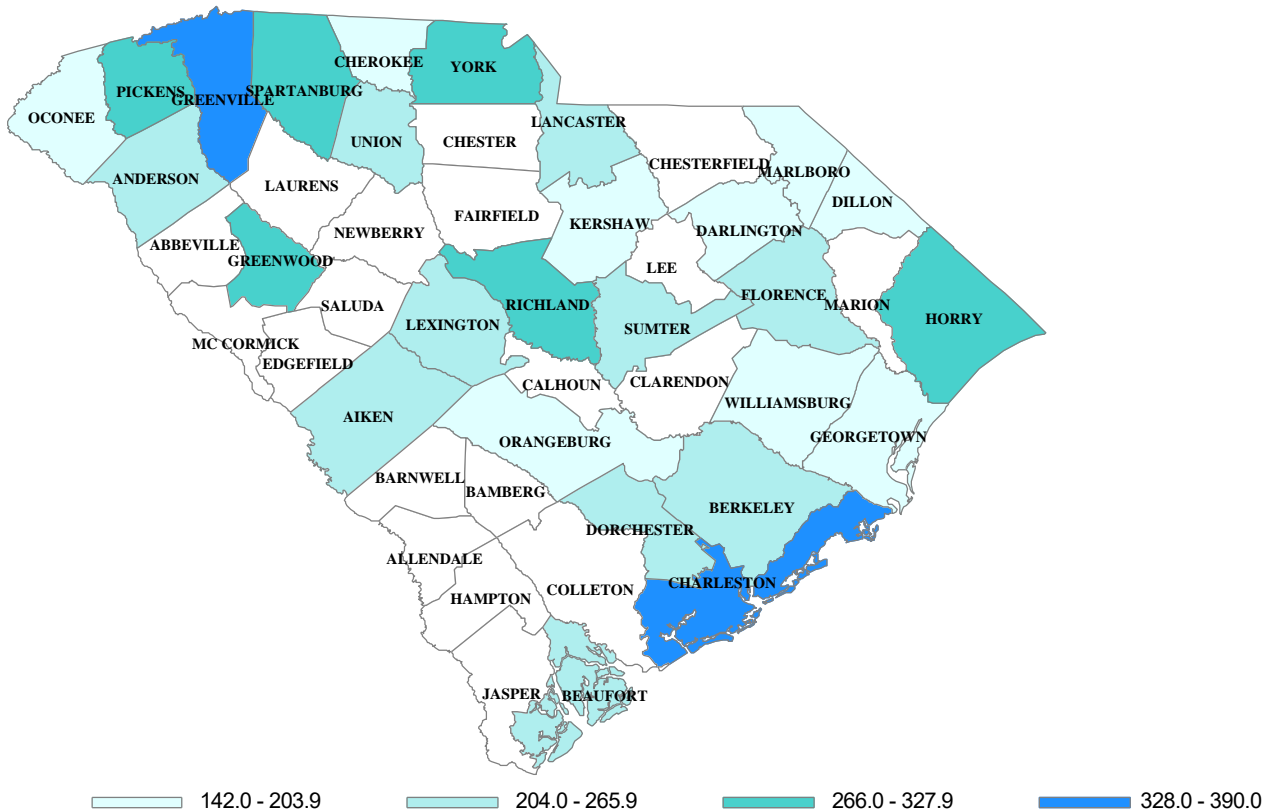 CHEROKEE
YORK
PICKENS
SPARTANBURG
GREENVILLE
OCONEE
LANCASTER
UNION
CHESTER
CHESTERFIELD
MARLBORO
ANDERSON
LAURENS
DILLON
FAIRFIELD
KERSHAW
NEWBERRY
DARLINGTON
ABBEVILLE
GREENWOOD
LEE
FLORENCE
SALUDA
RICHLAND
MARION
HORRY
LEXINGTON
SUMTER
MC CORMICK
EDGEFIELD
CALHOUN
CLARENDON
WILLIAMSBURG
AIKEN
ORANGEBURG
GEORGETOWN
BARNWELL
BAMBERG
BERKELEY
DORCHESTER
ALLENDALE
CHARLESTON
COLLETON
HAMPTON
JASPER
BEAUFORT
142.0 - 203.9
204.0 - 265.9
266.0 - 327.9
328.0 - 390.0